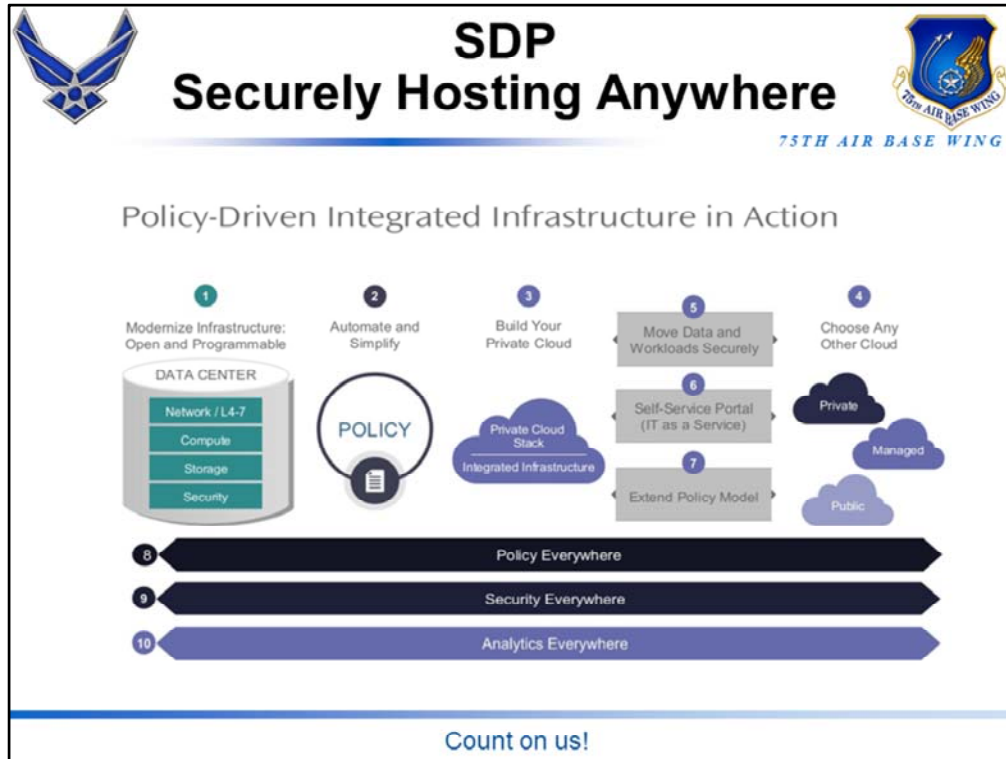 SDP
Securely Hosting Anywhere
75TH AIR BASE WING
75TH AIR BASE WING
Policy-Driven Integrated Infrastructure in Action
1
Modernize Infrastructure:
Open and Programmable
DATA CENTER
Network / L4-7
Compute
Storage
Security
2
Automate and
Simplify
POLICY
3
Build Your
Private Cloud
Private Cloud
Stack
Integrated Infrastructure
5
Move Data and
Workloads Securely
6
Self-Service Portal
(IT as a Service)
7
Extend Policy Model
4
Choose Any
Other Cloud
Private
Managed
Public
8
Policy Everywhere
9
Security Everywhere
10
Analytics Everywhere
Count on us!